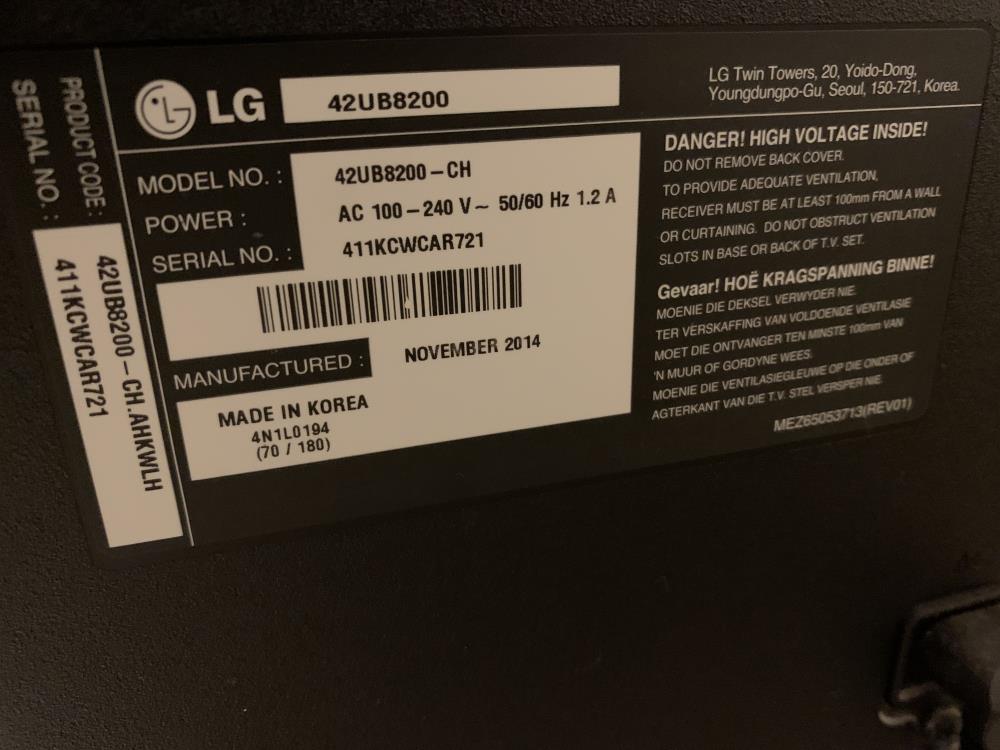 PRODUCT CODE:
SERIAL NO. :
42UB8200-CH.AHKWLH
411KCWCAR721
LG
42UB8200
LG Twin Towers, 20, Yoido-Dong,
Youngdungpo-Gu, Seoul, 150-721, Korea.
MODEL NO. : 42UB8200-CH
POWER : AC 100-240 V~ 50/60 Hz 1.2 A
SERIAL NO. : 411KCWCAR721
MANUFACTURED : NOVEMBER 2014
MADE IN KOREA
4N1L0194
(70 / 180)
DANGER! HIGH VOLTAGE INSIDE!
DO NOT REMOVE BACK COVER.
TO PROVIDE ADEQUATE VENTILATION,
RECEIVER MUST BE AT LEAST 100mm FROM A WALL
OR CURTAINING. DO NOT OBSTRUCT VENTILATION
SLOTS IN BASE OR BACK OF T.V. SET.
Gevaar! HOË KRAGSPANNING BINNE!
MOENIE DIE DEKSEL VERWYDER NIE.
TER VERSKAFFING VAN VOLDOENDE VENTILASIE
MOET DIE ONTVANGER TEN MINSTE 100mm VAN
'N MUUR OF GORDYNE WEES.
MOENIE DIE VENTILASIEGLEUWE OP DIE ONDER OF
AGTERKANT VAN DIE T.V. STEL VERSPER NIE.
MEZ65053713(REV01)